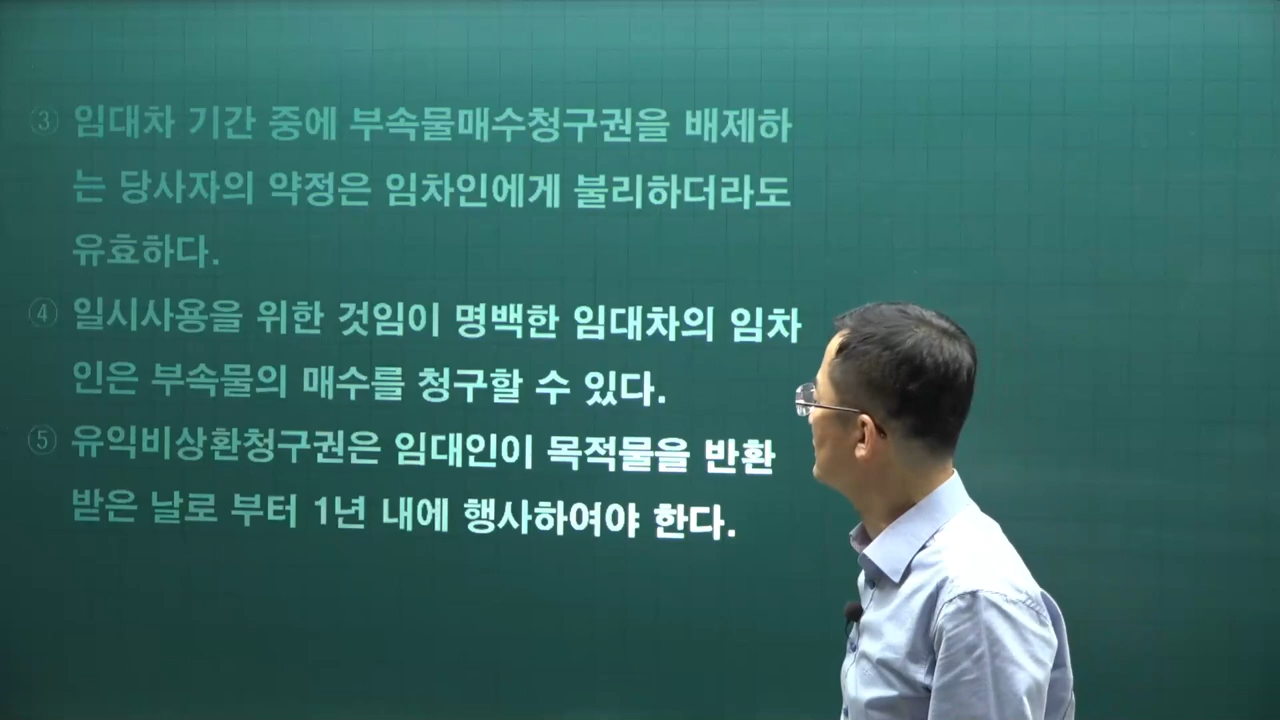 ③ 임대차 기간 중에 부속물매수청구권을 배제하
는 당사자의 약정은 임차인에게 불리하더라도
유효하다.
④ 일시사용을 위한 것임이 명백한 임대차의 임차
인은 부속물의 매수를 청구할 수 있다.
⑤ 유익비상환청구권은 임대인이 목적물을 반환
받은 날로 부터 1년 내에 행사하여야 한다.